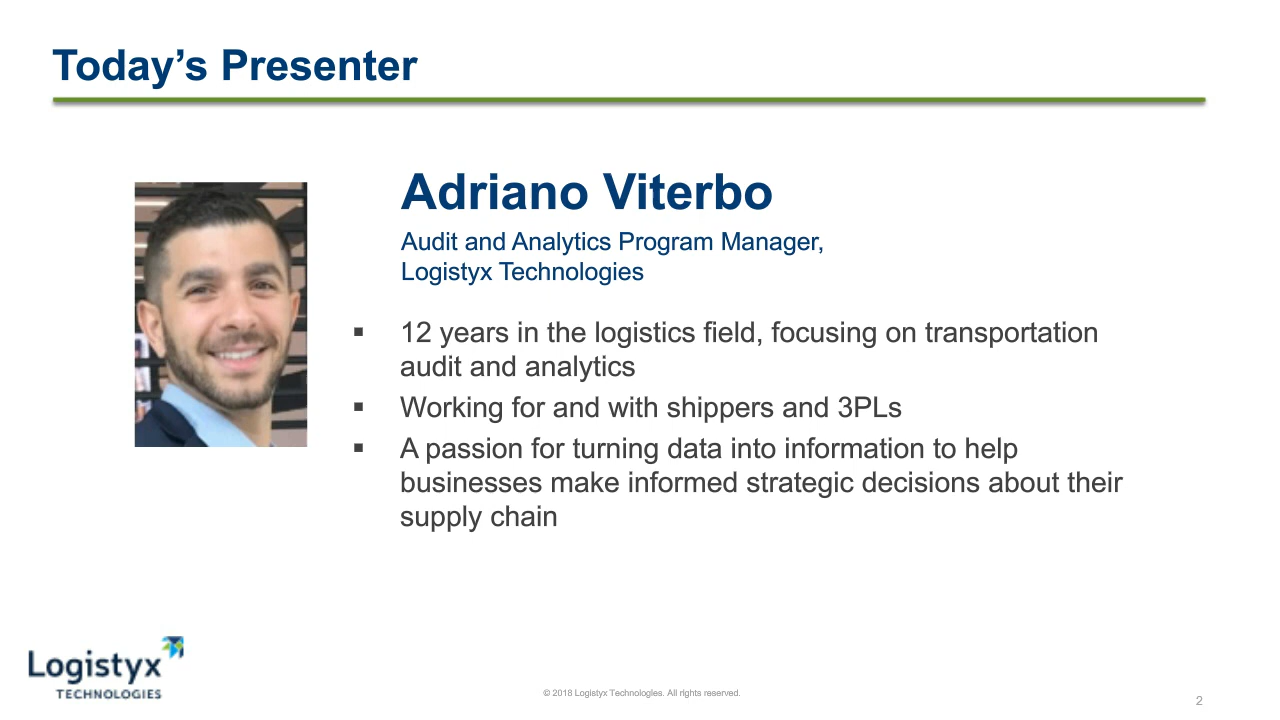 Today’s Presenter
Adriano Viterbo
Audit and Analytics Program Manager,
Logistyx Technologies
▪ 12 years in the logistics field, focusing on transportation
audit and analytics
▪ Working for and with shippers and 3PLs
▪ A passion for turning data into information to help
businesses make informed strategic decisions about their
supply chain
Logistyx
TECHNOLOGIES
© 2018 Logistyx Technologies. All rights reserved.
2